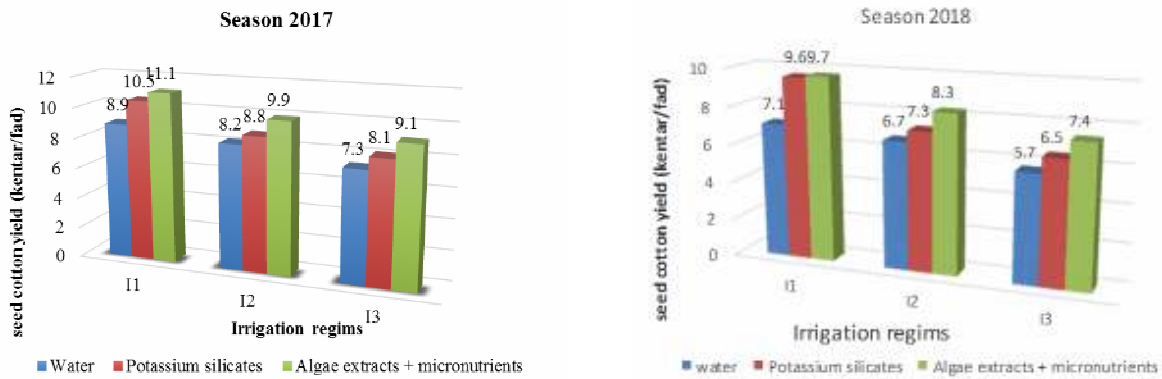 Season 2017
seed cotton yield (kentar/fad)
12
10
8
6
4
2
0
8.9
10.5
11.1
8.2
8.8
9.9
7.3
8.1
9.1
I1
I2
I3
Irrigation regims
Water Potassium silicates Algae extracts + micronutrients
Season 2018
seed cotton yield (kentar/fad)
10
8
6
4
2
0
7.1
9.6
9.7
6.7
7.3
8.3
5.7
6.5
7.4
I1
I2
I3
Irrigation regims
water Potassium silicates Algae extracts + micronutrients